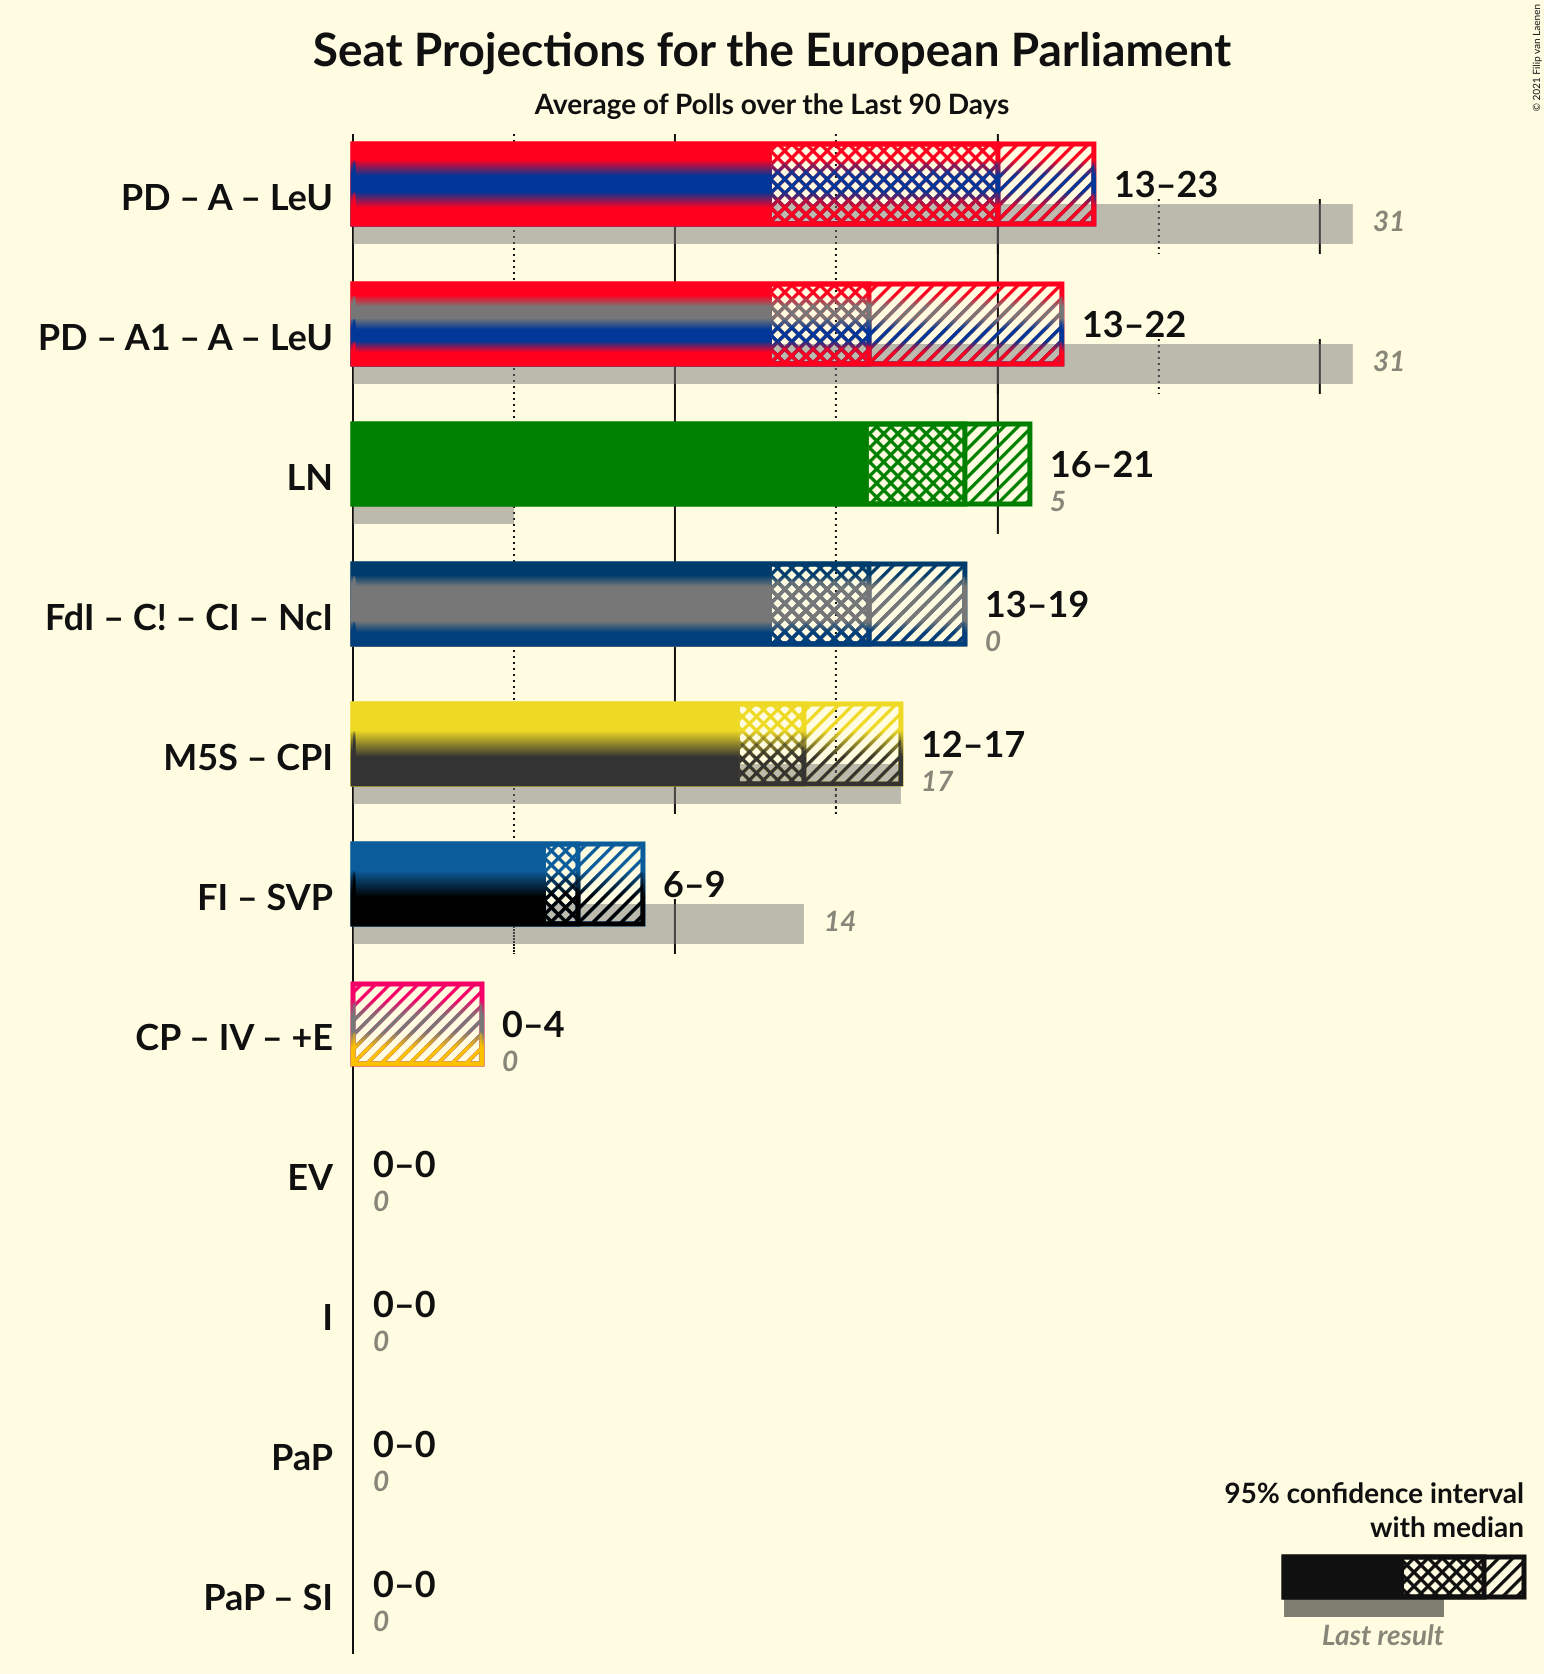 Seat Projections for the European Parliament
Average of Polls over the Last 90 Days
© 2021 Filip van Laenen
PD – A – LeU
13–23
31
PD – A1 – A – LeU
13–22
31
LN
16–21
5
FdI – C! – CI – NcI
13–19
0
M5S – CPI
12–17
17
FI – SVP
6–9
14
CP – IV – +E
0–4
0
EV
0–0
0
I
0–0
0
PaP
0–0
0
PaP – SI
0–0
0
95% confidence interval
with median
Last result